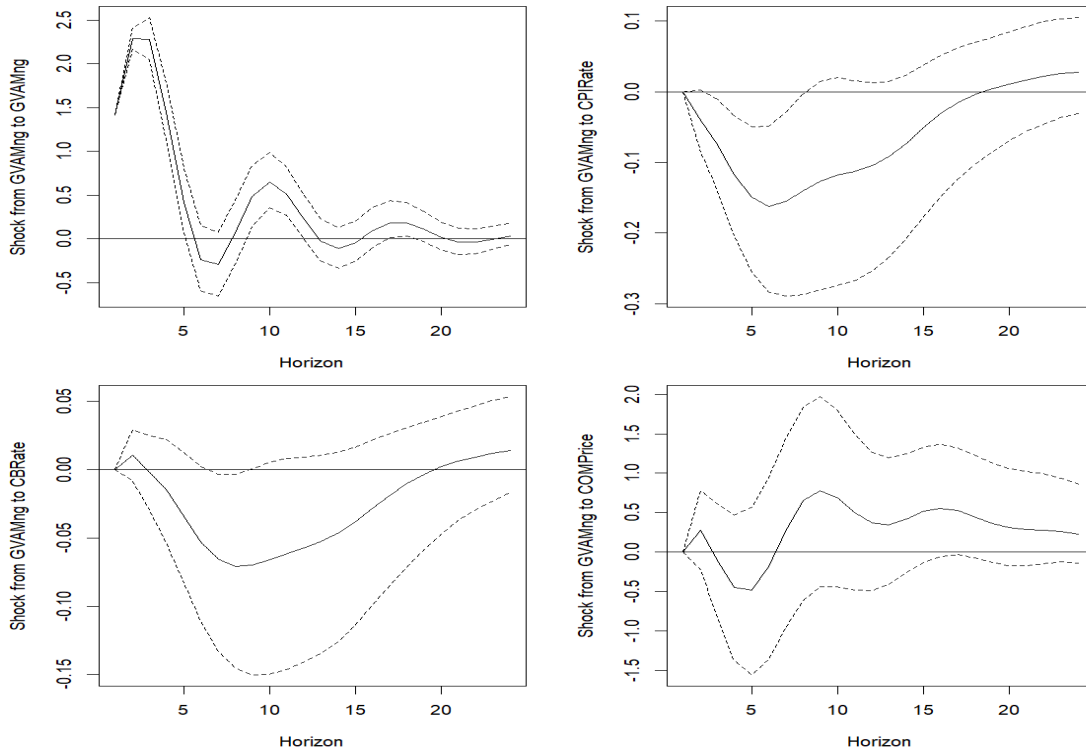 Shock from GVAMng to GVAMng
2.5
2.0
1.5
1.0
0.5
0.0
-0.5
5 10 15 20
Horizon
Shock from GVAMng to CPIRate
0.1
0.0
-0.1
-0.2
-0.3
5 10 15 20
Horizon
Shock from GVAMng to CBRate
0.05
0.00
-0.05
-0.10
-0.15
5 10 15 20
Horizon
Shock from GVAMng to COMPrice
2.0
1.5
1.0
0.5
0.0
-0.5
-1.0
-1.5
5 10 15 20
Horizon